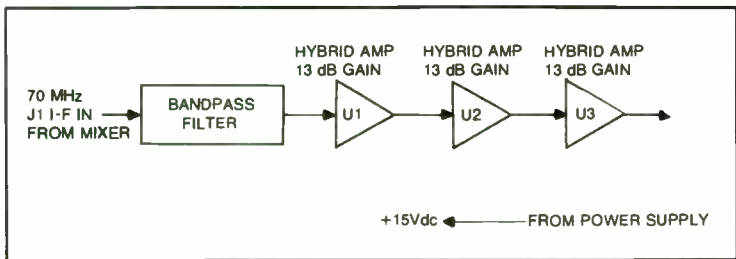 HYBRID AMP
13 dB GAIN
HYBRID AMP
13 dB GAIN
HYBRID AMP
13 dB GAIN
70 MHz
J1 I-F IN
FROM MIXER
BANDPASS
FILTER
U1
U2
U3
+15Vdc
FROM POWER SUPPLY